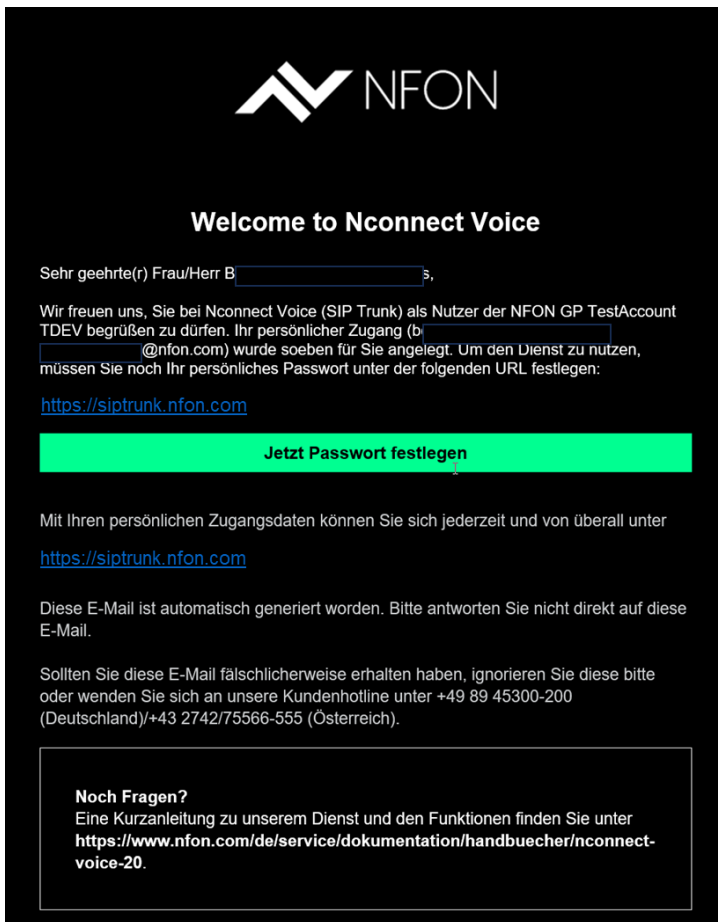 NFON
Welcome to Nconnect Voice
Sehr geehrte(r) Frau/Herr B s,
Wir freuen uns, Sie bei Nconnect Voice (SIP Trunk) als Nutzer der NFON GP TestAccount
TDEV begrüßen zu dürfen. Ihr persönlicher Zugang (b
@nfon.com) wurde soeben für Sie angelegt. Um den Dienst zu nutzen,
müssen Sie noch Ihr persönliches Passwort unter der folgenden URL festlegen:
https://siptrunk.nfon.com
Jetzt Passwort festlegen
Mit Ihren persönlichen Zugangsdaten können Sie sich jederzeit und von überall unter
https://siptrunk.nfon.com
Diese E-Mail ist automatisch generiert worden. Bitte antworten Sie nicht direkt auf diese
E-Mail.
Sollten Sie diese E-Mail fälschlicherweise erhalten haben, ignorieren Sie diese bitte
oder wenden Sie sich an unsere Kundenhotline unter +49 89 45300-200
(Deutschland)/+43 2742/75566-555 (Österreich).
Noch Fragen?
Eine Kurzanleitung zu unserem Dienst und den Funktionen finden Sie unter
https://www.nfon.com/de/service/dokumentation/handbuecher/nconnect-
voice-20.